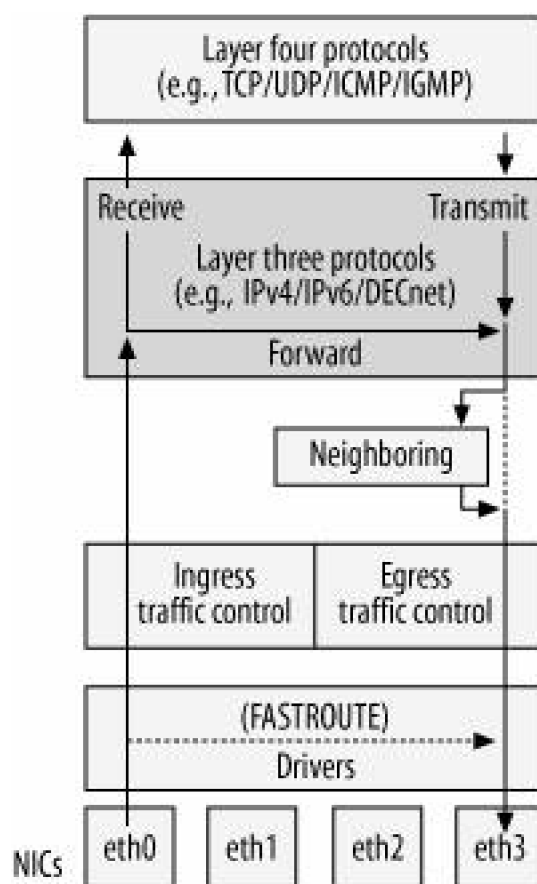 Layer four protocols
(e.g., TCP/UDP/ICMP/IGMP)
Receive
Transmit
Layer three protocols
(e.g., IPv4/IPv6/DECnet)
Forward
Neighboring
Ingress
traffic control
Egress
traffic control
(FASTROUTE)
Drivers
NICs
eth0
eth1
eth2
eth3